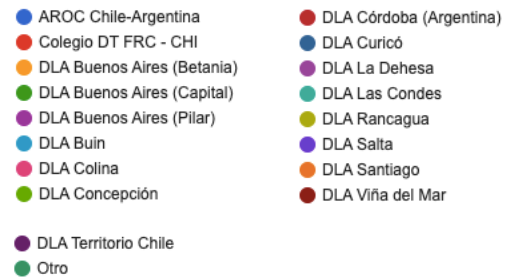 AROC Chile-Argentina
Colegio DT FRC - CHI
DLA Buenos Aires (Betania)
DLA Buenos Aires (Capital)
DLA Buenos Aires (Pilar)
DLA Buin
DLA Colina
DLA Concepción
DLA Córdoba (Argentina)
DLA Curicó
DLA La Dehesa
DLA Las Condes
DLA Rancagua
DLA Salta
DLA Santiago
DLA Viña del Mar
DLA Territorio Chile
Otro